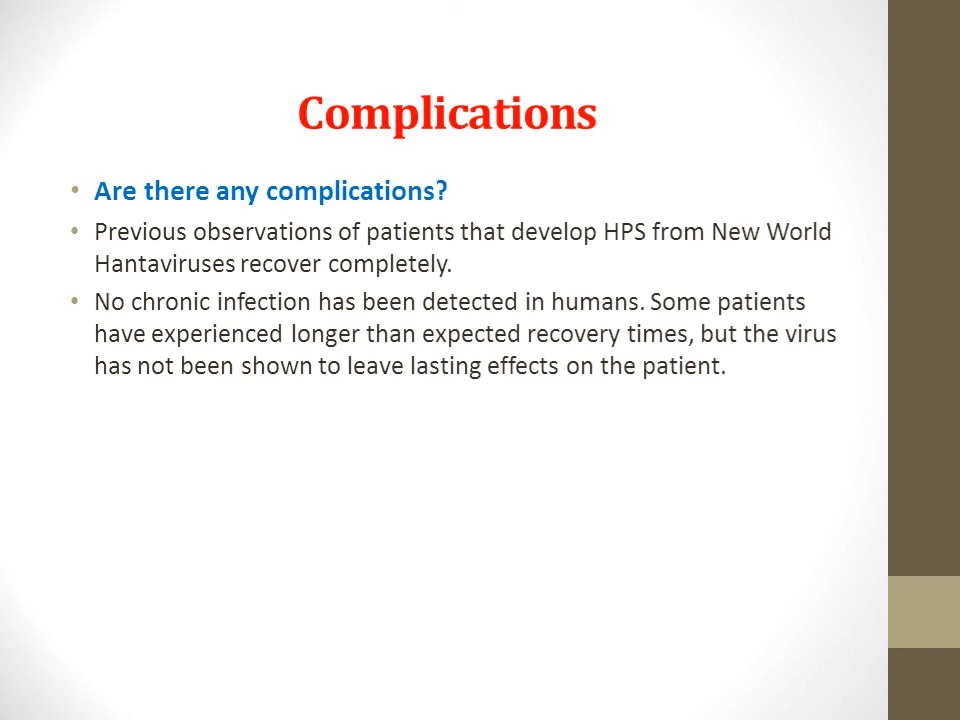 Complications
• Are there any complications?
• Previous observations of patients that develop HPS from New World
Hantaviruses recover completely.
• No chronic infection has been detected in humans. Some patients
have experienced longer than expected recovery times, but the virus
has not been shown to leave lasting effects on the patient.